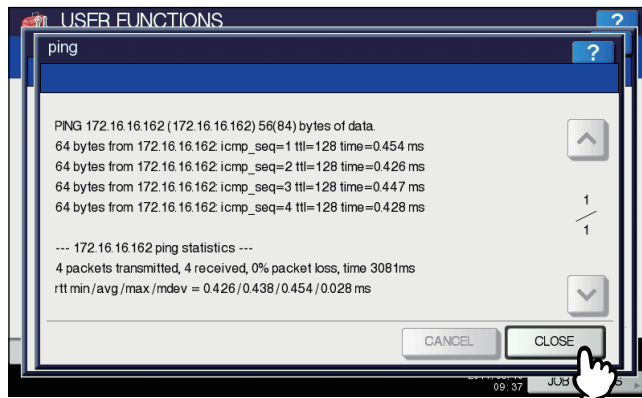 USER FUNCTIONS
?
ping
?
PING 172.16.16.162 (172.16.16.162) 56(84) bytes of data.
64 bytes from 172.16.16.162: icmp_seq=1 ttl=128 time=0.454 ms
64 bytes from 172.16.16.162: icmp_seq=2 ttl=128 time=0.426 ms
64 bytes from 172.16.16.162: icmp_seq=3 ttl=128 time=0.447 ms
64 bytes from 172.16.16.162: icmp_seq=4 ttl=128 time=0.428 ms
1
1
--- 172.16.16.162 ping statistics ---
4 packets transmitted, 4 received, 0% packet loss, time 3081ms
rtt min/avg/max/mdev = 0.426/0.438/0.454/0.028 ms
CANCEL
CLOSE
09:37
JOB